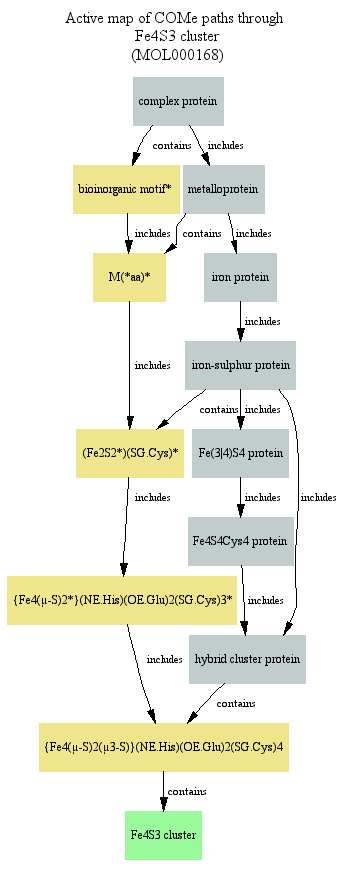 Active map of COMe paths through
Fe4S3 cluster
(MOL000168)
complex protein
contains
includes
bioinorganic motif*
metalloprotein
includes
contains
includes
M(*aa)*
iron protein
includes
includes
iron-sulphur protein
contains
includes
(Fe2S2*)(SG.Cys)*
Fe(3|4)S4 protein
includes
includes
includes
Fe4S4Cys4 protein
{Fe4(μ-S)2*}(NE.His)(OE.Glu)2(SG.Cys)3*
includes
includes
hybrid cluster protein
contains
{Fe4(μ-S)2(μ3-S)}(NE.His)(OE.Glu)2(SG.Cys)4
contains
Fe4S3 cluster